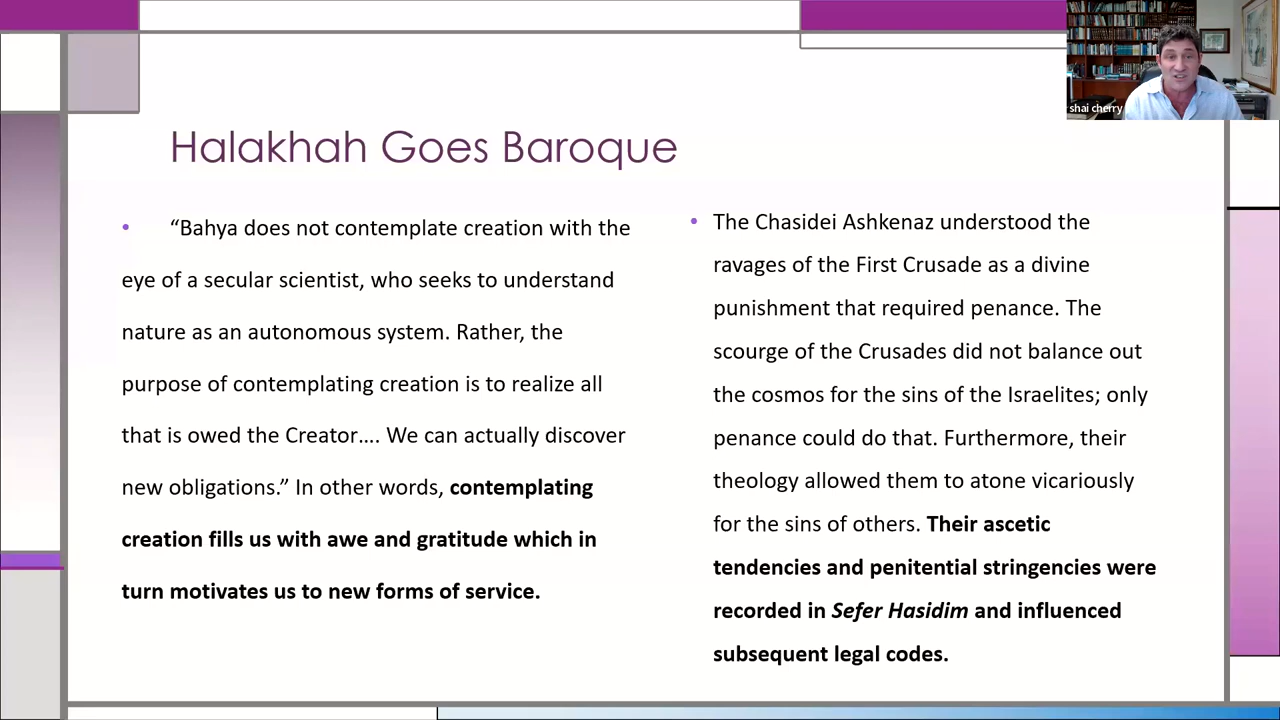 shai cherry
Halakhah Goes Baroque
• “Bahya does not contemplate creation with the
eye of a secular scientist, who seeks to understand
nature as an autonomous system. Rather, the
purpose of contemplating creation is to realize all
that is owed the Creator…. We can actually discover
new obligations.” In other words, contemplating
creation fills us with awe and gratitude which in
turn motivates us to new forms of service.
• The Chasidei Ashkenaz understood the
ravages of the First Crusade as a divine
punishment that required penance. The
scourge of the Crusades did not balance out
the cosmos for the sins of the Israelites; only
penance could do that. Furthermore, their
theology allowed them to atone vicariously
for the sins of others. Their ascetic
tendencies and penitential stringencies were
recorded in Sefer Hasidim and influenced
subsequent legal codes.